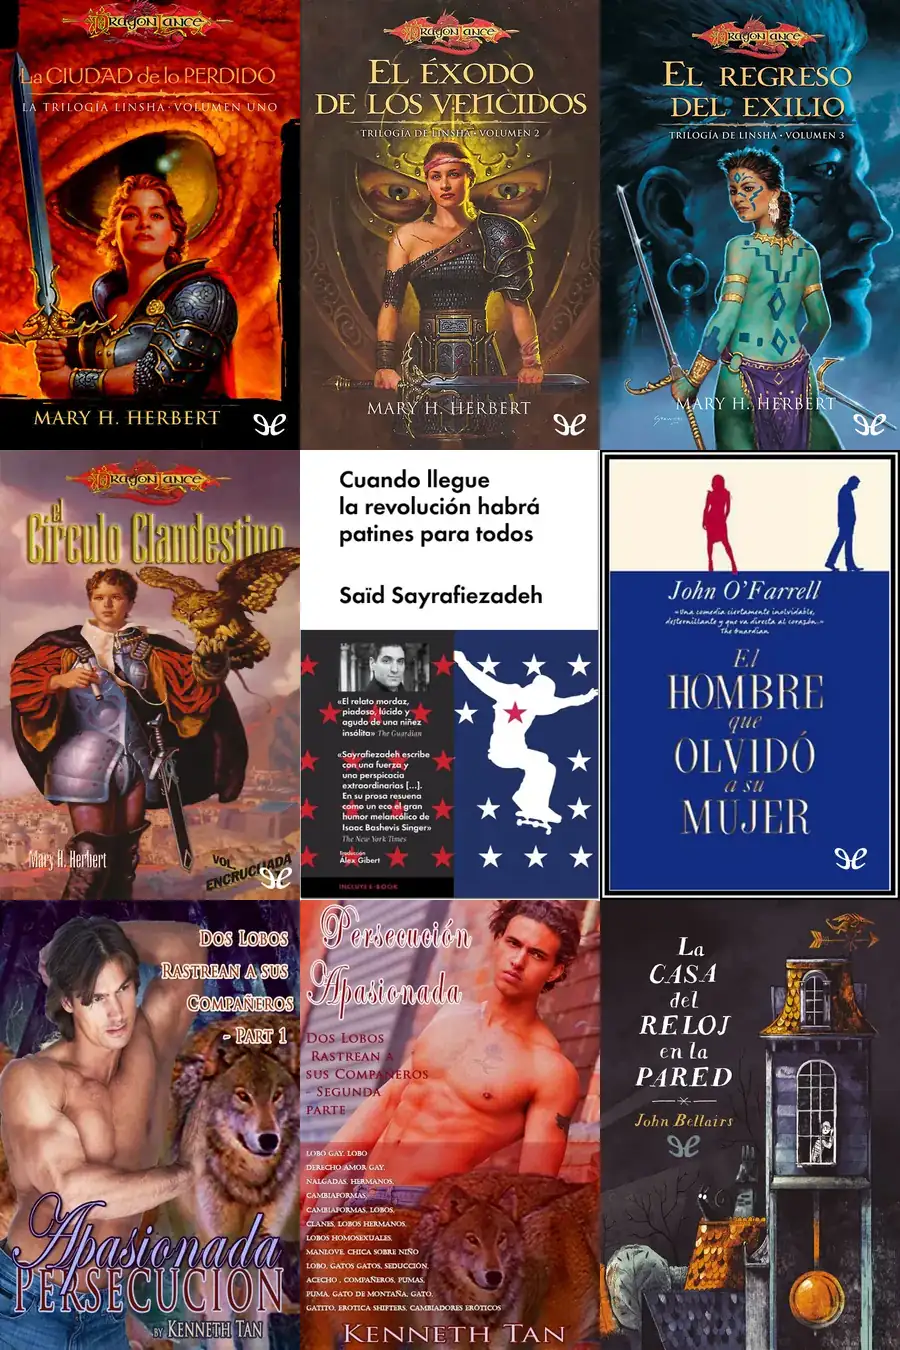 DragonLance
La CIUDAD de lo PERDIDO
LA TRILOGÍA LINSHA · VOLUMEN UNO
MARY H. HERBERT
DragonLance
EL ÉXODO
DE LOS VENCIDOS
TRILOGÍA DE LINSHA · VOLUMEN 2
MARY H. HERBERT
DragonLance
EL REGRESO
DEL EXILIO
TRILOGÍA DE LINSHA · VOLUMEN 3
MARY H. HERBERT
DragonLance
el
Círculo Clandestino
Mary H. Herbert
VOL.
ENCRUCIJADA
Cuando llegue
la revolución habrá
patines para todos
Saïd Sayrafiezadeh
«El relato mordaz,
piadoso, lúcido y
agudo de una niñez
insólita» The Guardian
«Sayrafiezadeh escribe
con una fuerza y
una perspicacia
extraordinarias [...].
En su prosa resuena
como un eco el gran
humor melancólico de
Isaac Bashevis Singer»
The New York Times
Traducción
Alex Gibert
INCLUYE E-BOOK
John O'Farrell
«Una comedia ciertamente inolvidable,
desternillante y que va directa al corazón.»
The Guardian
El
HOMBRE
que
OLVIDÓ
a su
MUJER
DOS LOBOS
RASTREAN A SUS
COMPAÑEROS
- PART 1
Apasionada
PERSECUCIÓN
BY KENNETH TAN
Persecución
Apasionada
DOS LOBOS
RASTREAN A
SUS COMPAÑEROS
- SEGUNDA
PARTE
LOBO GAY, LOBO
DERECHO AMOR GAY,
NALGADAS, HERMANOS,
CAMBIAFORMAS
CAMBIAFORMAS, LOBOS,
CLANES, LOBOS HERMANOS,
LOBOS HOMOSEXUALES,
MANLOVE, CHICA SOBRE NIÑO
LOBO, GATOS GATOS, SEDUCCIÓN,
ACECHO , COMPAÑEROS, PUMAS,
PUMA, GATO DE MONTAÑA, GATO
GATITO, EROTICA SHIFTERS, CAMBIADORES ERÓTICOS
KENNETH TAN
La
CASA
del
RELOJ
en la
PARED
John Bellairs